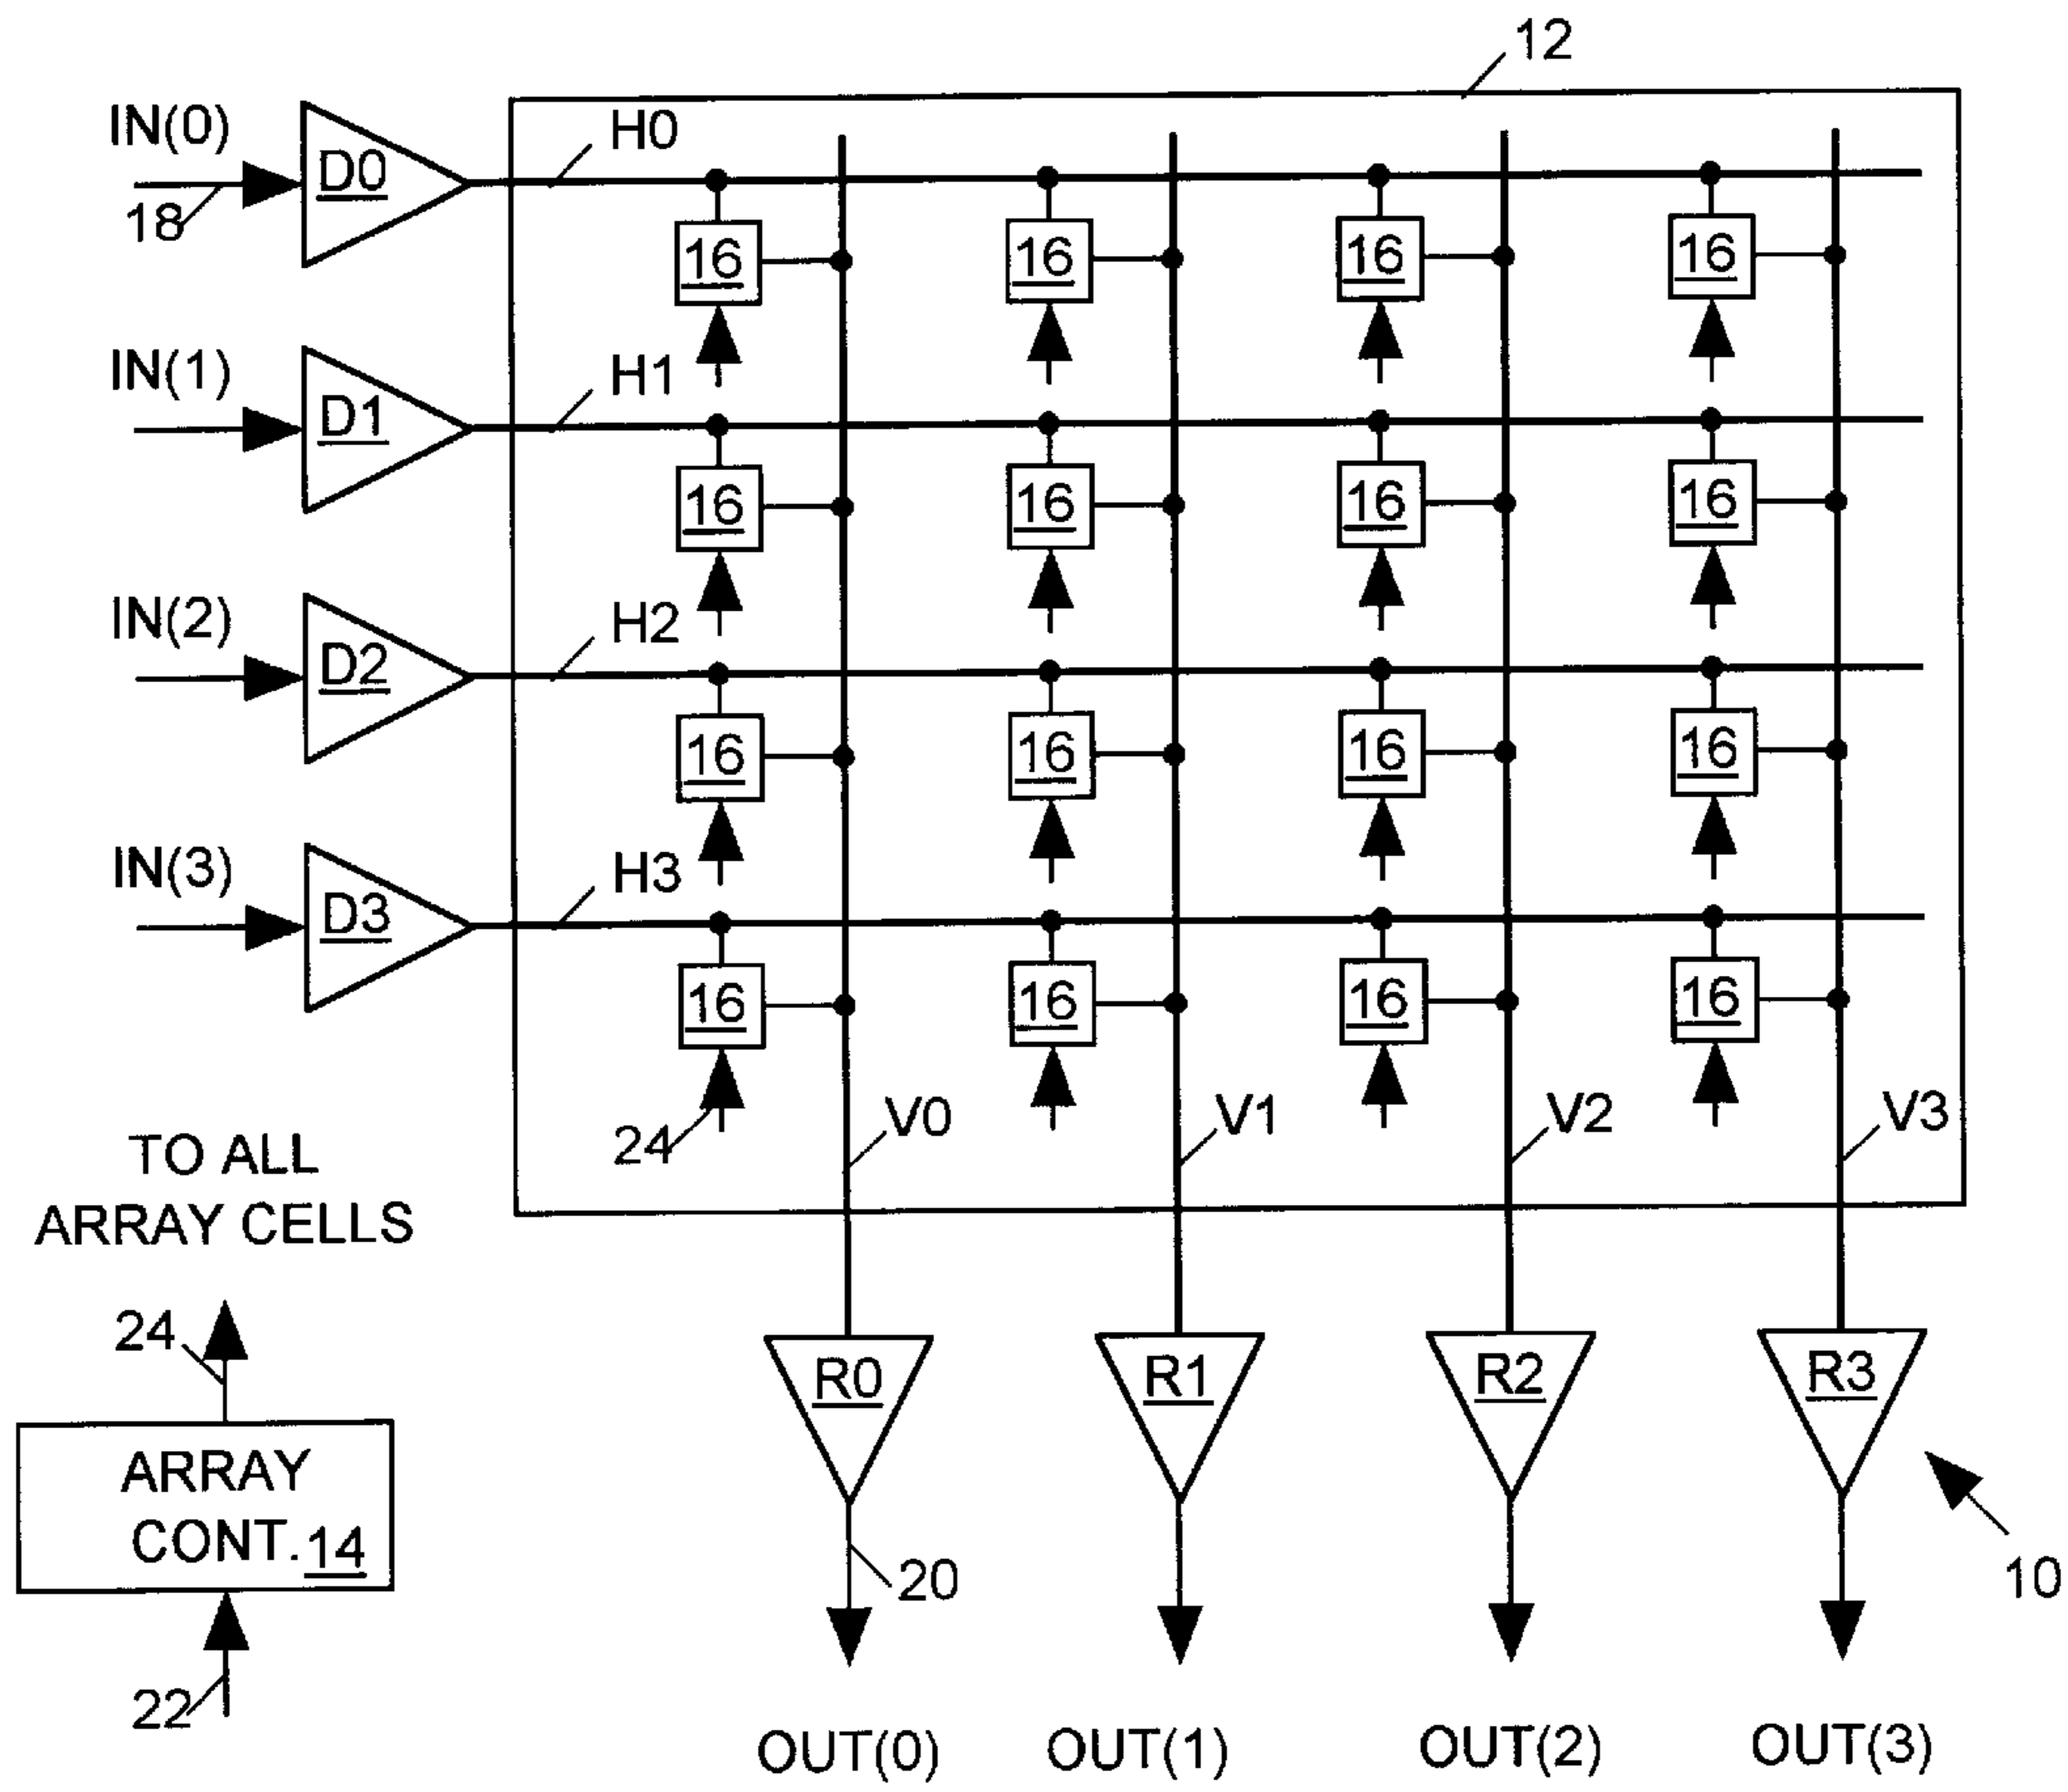 12
IN(0)
D0
H0
18
16 16 16 16
IN(1)
D1
H1
16 16 16 16
IN(2)
D2
H2
16 16 16 16
IN(3)
D3
H3
16 16 16 16
24
V0
V1
V2
V3
TO ALL
ARRAY CELLS
24
R0
R1
R2
R3
ARRAY
CONT. 14
20
10
22
OUT(0)
OUT(1)
OUT(2)
OUT(3)